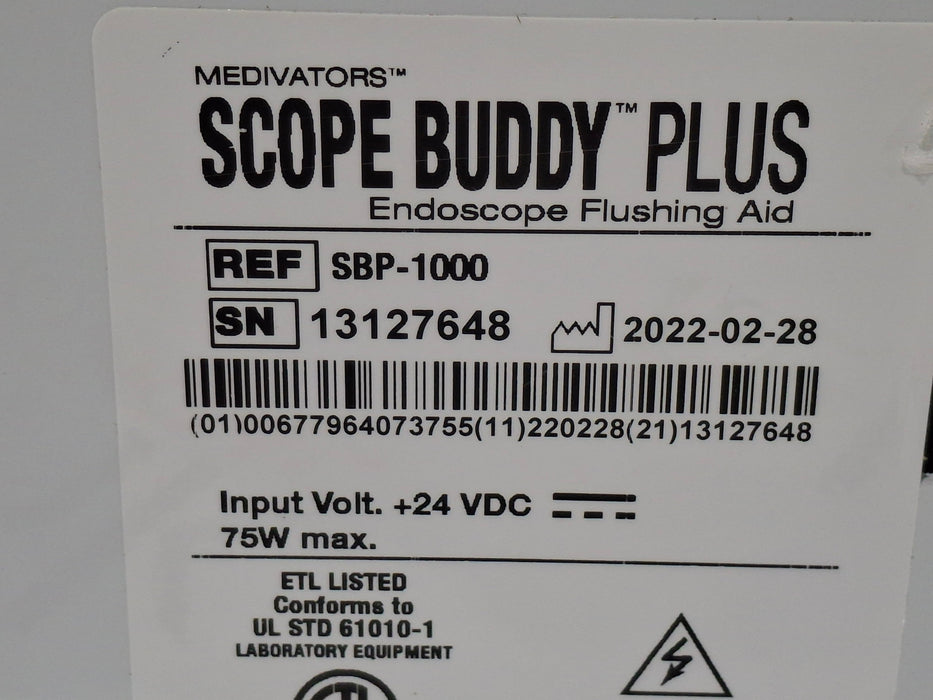 MEDIVATORS™
SCOPE BUDDY™ PLUS
Endoscope Flushing Aid
REF SBP-1000
SN 13127648 2022-02-28
(01)00677964073755(11)220228(21)13127648
Input Volt. +24 VDC
75W max.
ETL LISTED
Conforms to
UL STD 61010-1
LABORATORY EQUIPMENT
ETL